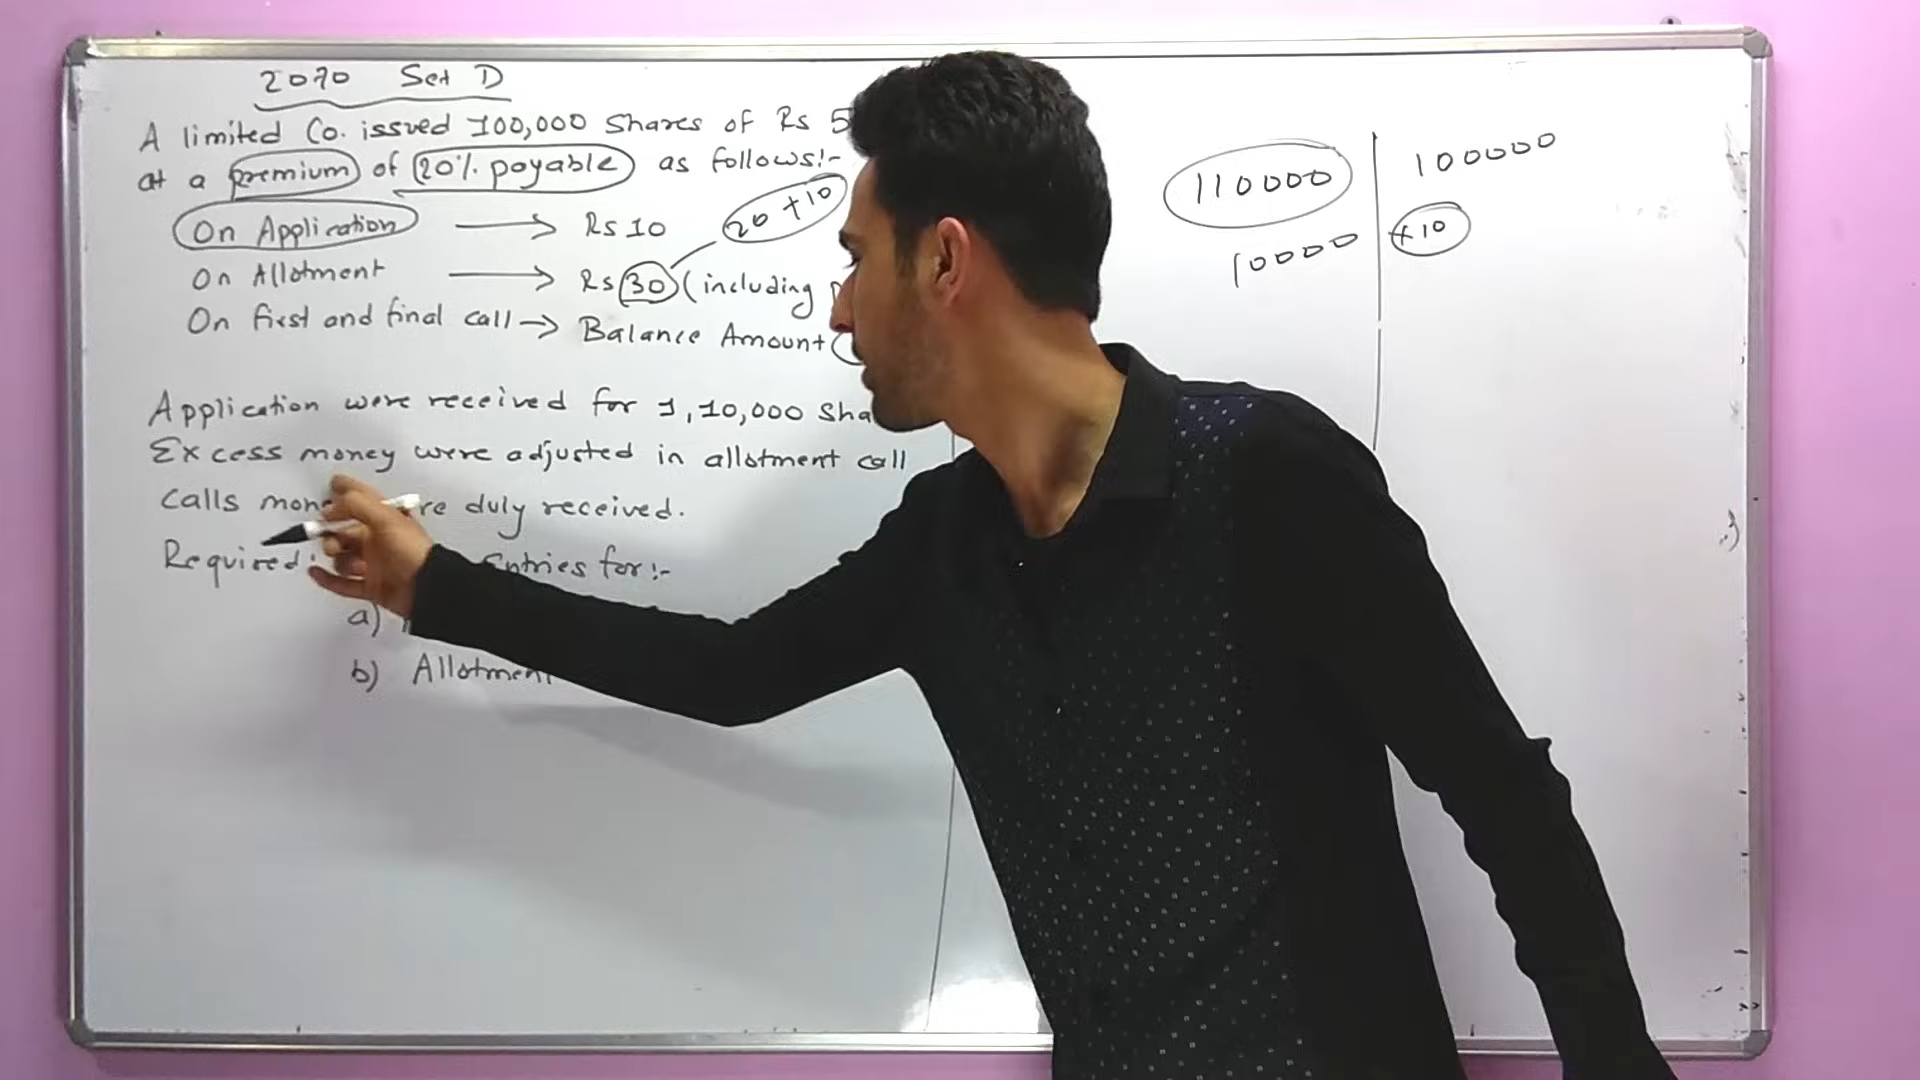 2070 Set D
A limited Co. issued 100,000 Shares of Rs 5
at a premium of 20% payable as follows:-
On Application → Rs 10 20 + 10
On Allotment → Rs 30 (including
On first and final call → Balance Amount (
Application were received for 1,10,000 Sha
Excess money were adjusted in allotment call
Calls mon re duly received.
Required: Entries for:-
a)
b) Allotment
110000 100000
10000 × 10